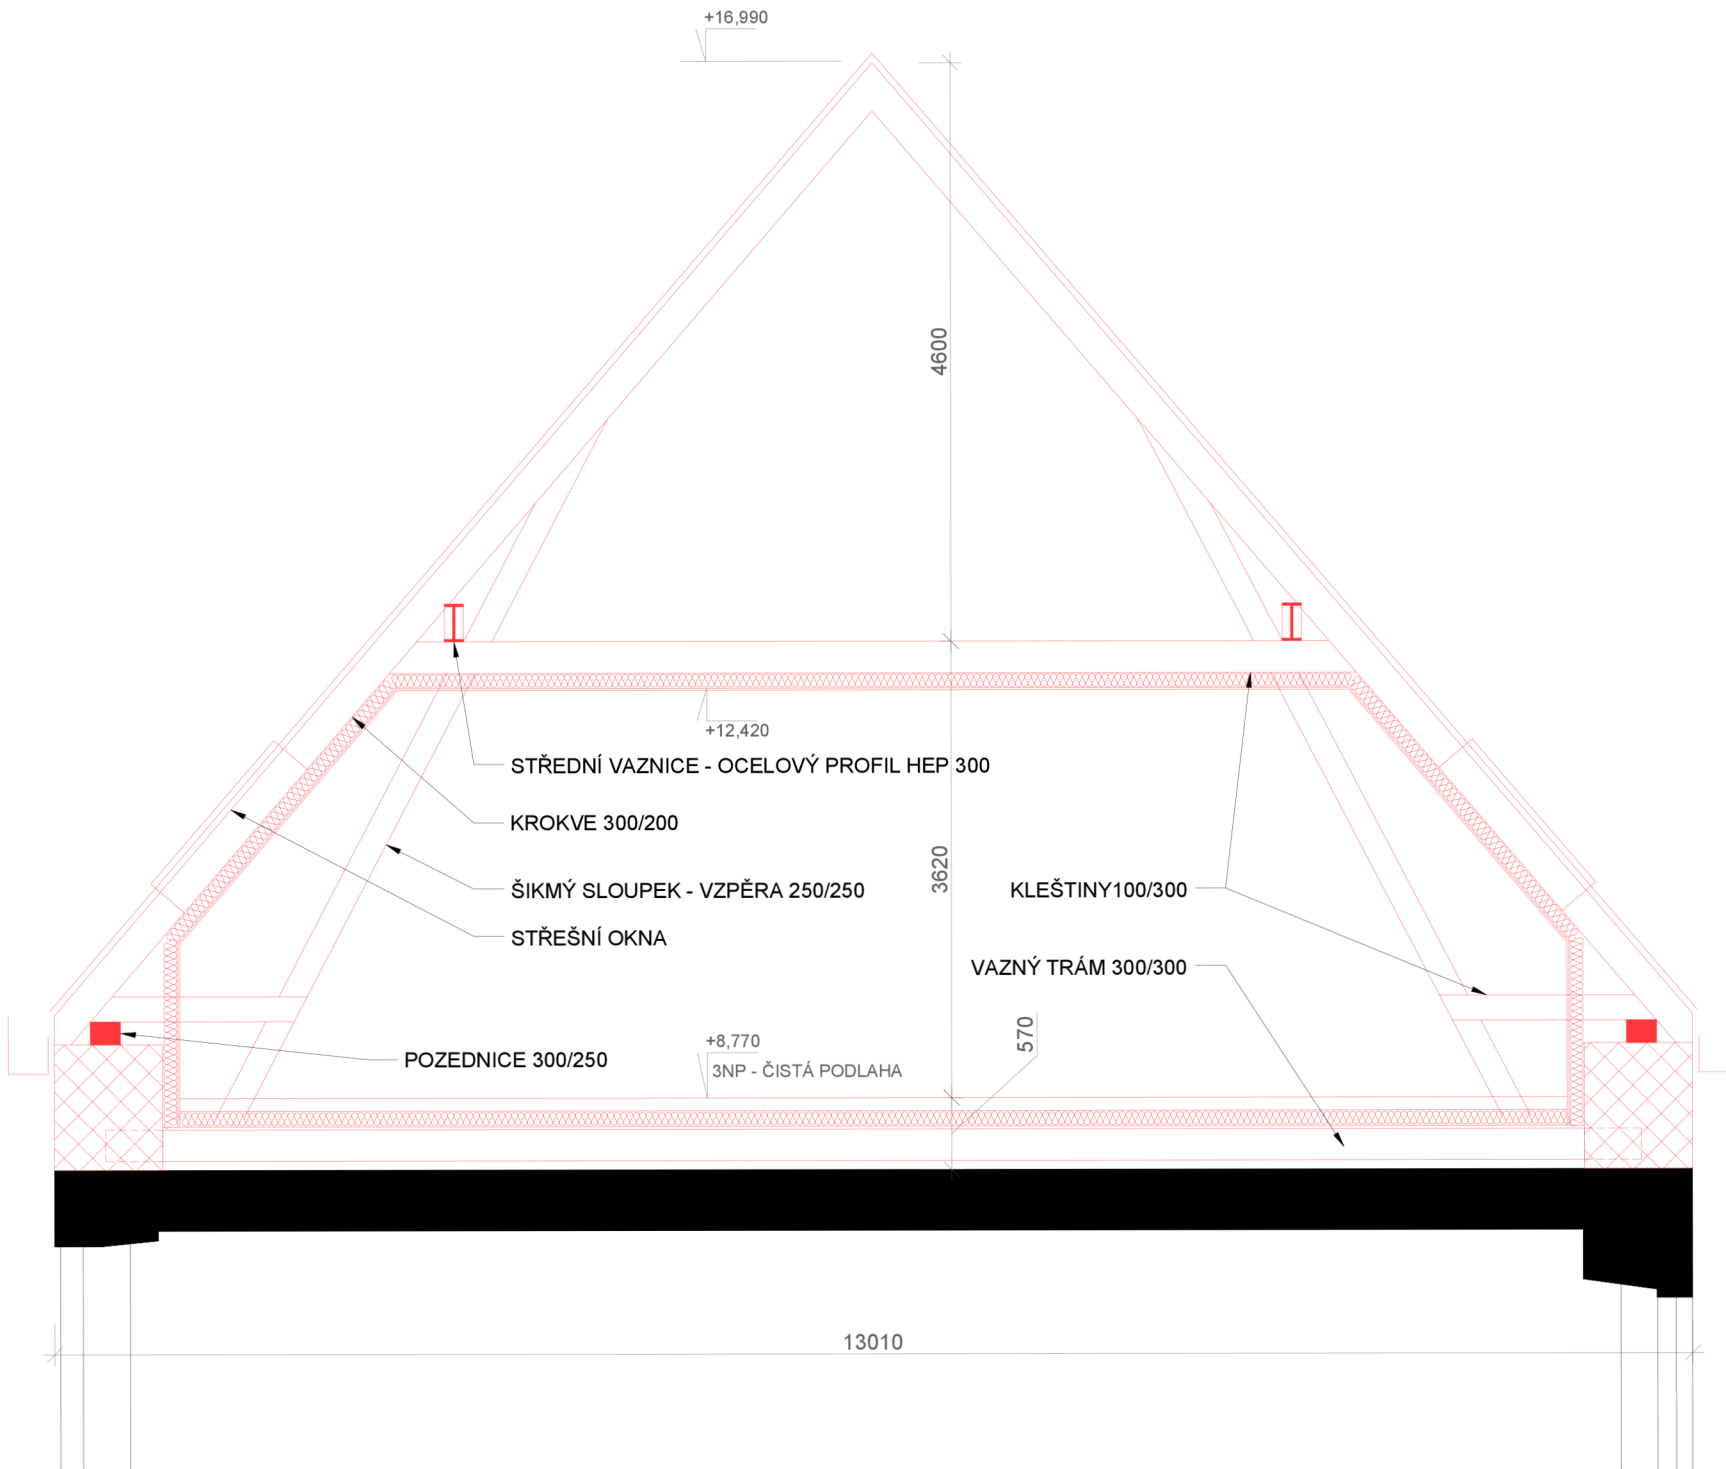 +16,990
4600
+12,420
STŘEDNÍ VAZNICE - OCELOVÝ PROFIL HEP 300
KROKVE 300/200
3620
ŠIKMÝ SLOUPEK - VZPĚRA 250/250
KLEŠTINY100/300
STŘEŠNÍ OKNA
VAZNÝ TRÁM 300/300
570
+8,770
POZEDNICE 300/250
3NP - ČISTÁ PODLAHA
13010